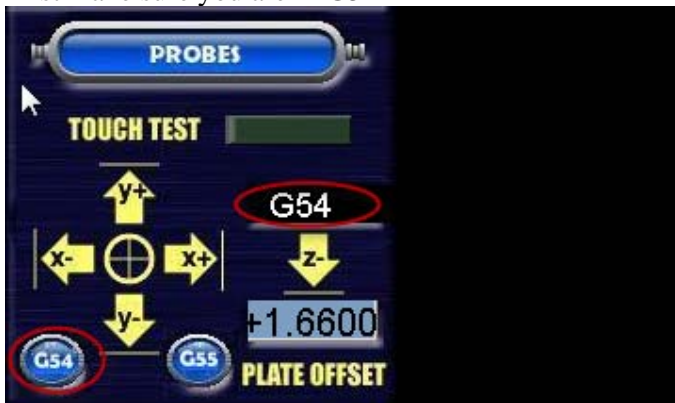 PROBES
TOUCH TEST
y+
G54
x-
x+
z-
y-
+1.6600
G54
G55
PLATE OFFSET